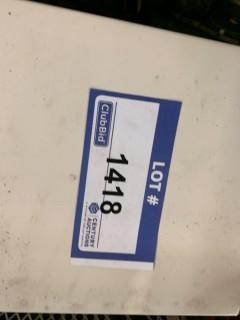 LOT #
1418
ClubBid
CENTURY
AUCTIONS